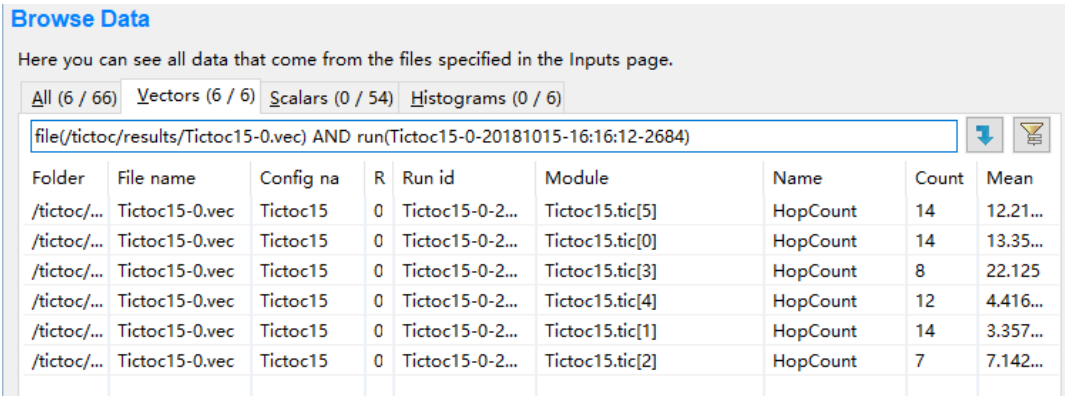 Browse Data
Here you can see all data that come from the files specified in the Inputs page.
All (6 / 66) Vectors (6 / 6) Scalars (0 / 54) Histograms (0 / 6)
file(/tictoc/results/Tictoc15-0.vec) AND run(Tictoc15-0-20181015-16:16:12-2684)
Folder File name Config na R Run id Module Name Count Mean
/tictoc/... Tictoc15-0.vec Tictoc15 0 Tictoc15-0-2... Tictoc15.tic[5] HopCount 14 12.21...
/tictoc/... Tictoc15-0.vec Tictoc15 0 Tictoc15-0-2... Tictoc15.tic[0] HopCount 14 13.35...
/tictoc/... Tictoc15-0.vec Tictoc15 0 Tictoc15-0-2... Tictoc15.tic[3] HopCount 8 22.125
/tictoc/... Tictoc15-0.vec Tictoc15 0 Tictoc15-0-2... Tictoc15.tic[4] HopCount 12 4.416...
/tictoc/... Tictoc15-0.vec Tictoc15 0 Tictoc15-0-2... Tictoc15.tic[1] HopCount 14 3.357...
/tictoc/... Tictoc15-0.vec Tictoc15 0 Tictoc15-0-2... Tictoc15.tic[2] HopCount 7 7.142...